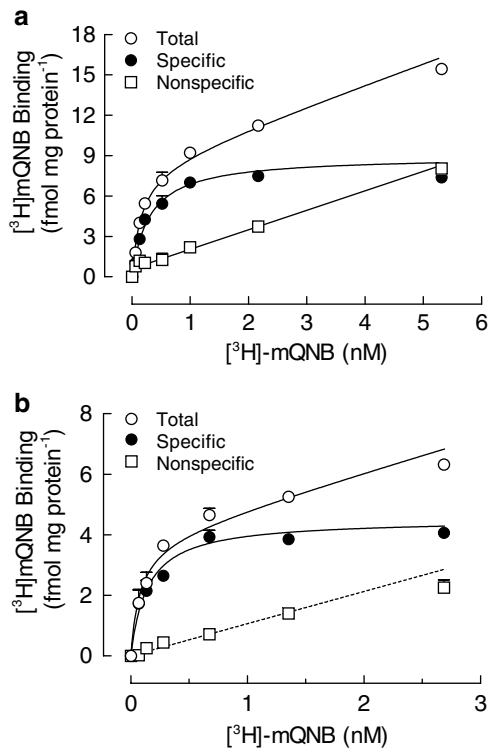 a
Total
Specific
Nonspecific
[³H]mQNB Binding
(fmol mg protein⁻¹)
18
15
12
9
6
3
0
0 1 2 3 4 5 6
[³H]-mQNB (nM)
b
Total
Specific
Nonspecific
[³H]mQNB Binding
(fmol mg protein⁻¹)
8
6
4
2
0
0 1 2 3
[³H]-mQNB (nM)